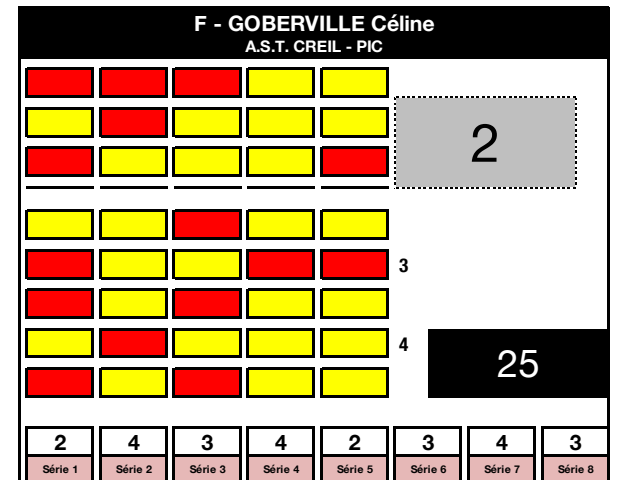 F - GOBERVILLE Céline
A.S.T. CREIL - PIC
2
3
4
25
2 4 3 4 2 3 4 3
Série 1 Série 2 Série 3 Série 4 Série 5 Série 6 Série 7 Série 8